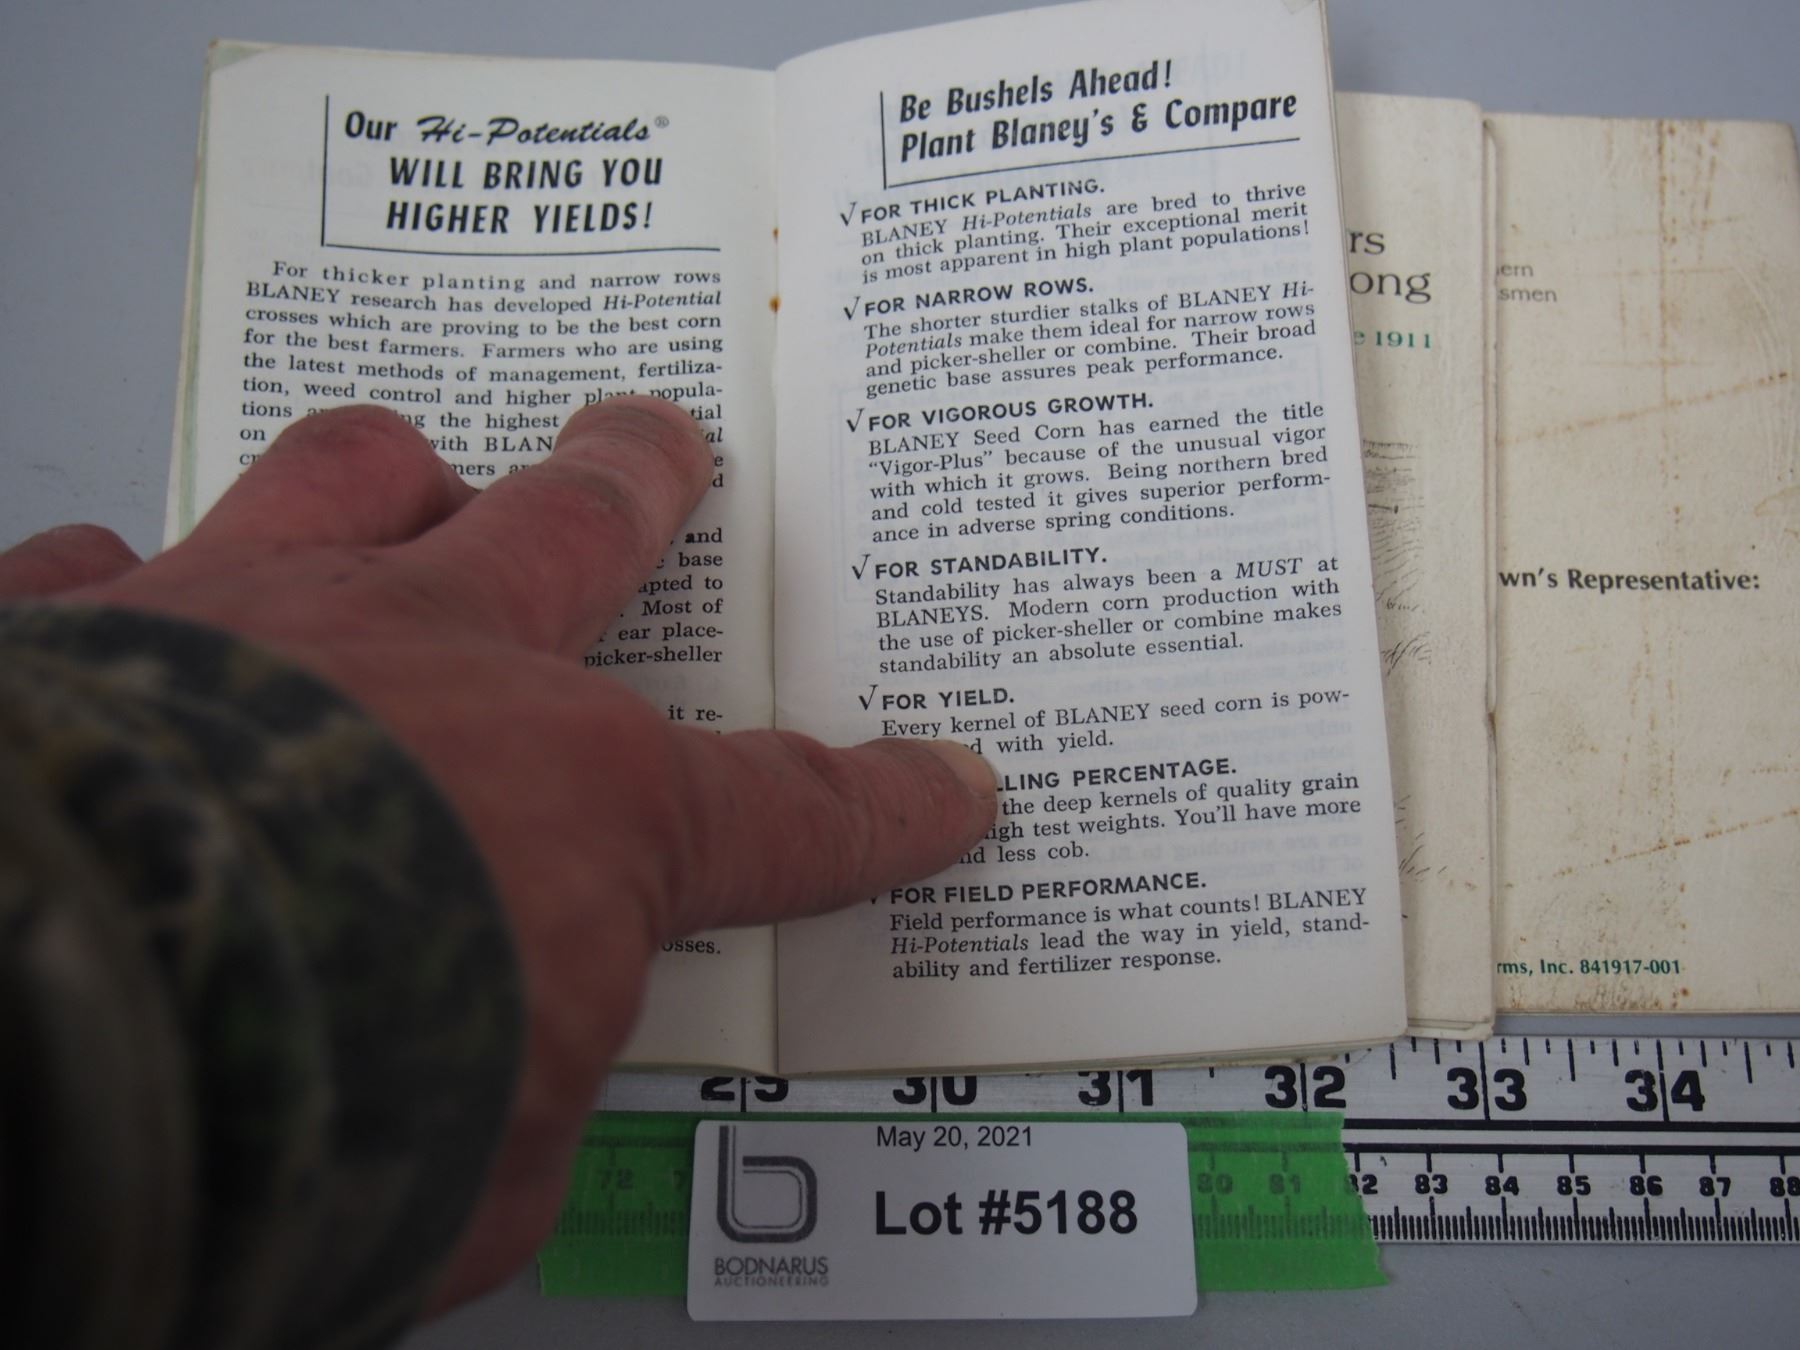 Our Hi-Potentials®
WILL BRING YOU
HIGHER YIELDS!
For thicker planting and narrow rows
BLANEY research has developed Hi-Potential
crosses which are proving to be the best corn
for the best farmers. Farmers who are using
the latest methods of management, fertiliza-
tion, weed control and higher plant popula-
tions the highest
on with
and
base
to
Most of
ear place-
picker-sheller
it re-
Be Bushels Ahead!
Plant Blaney's & Compare
√ FOR THICK PLANTING.
BLANEY Hi-Potentials are bred to thrive
on thick planting. Their exceptional merit
is most apparent in high plant populations!
√ FOR NARROW ROWS.
The shorter sturdier stalks of BLANEY Hi-
Potentials make them ideal for narrow rows
and picker-sheller or combine. Their broad
genetic base assures peak performance.
√ FOR VIGOROUS GROWTH.
BLANEY Seed Corn has earned the title
"Vigor-Plus" because of the unusual vigor
with which it grows. Being northern bred
and cold tested it gives superior perform-
ance in adverse spring conditions.
√ FOR STANDABILITY.
Standability has always been a MUST at
BLANEYS. Modern corn production with
the use of picker-sheller or combine makes
standability an absolute essential.
√ FOR YIELD.
Every kernel of BLANEY seed corn is pow-
with yield.
PERCENTAGE.
the deep kernels of quality grain
test weights. You'll have more
less cob.
√ FOR FIELD PERFORMANCE.
Field performance is what counts! BLANEY
Hi-Potentials lead the way in yield, stand-
ability and fertilizer response.
1911
Representative:
Inc. 841917-001
29 30 31 32 33 34
72 80 81 82 83 84 85 86 87 88
May 20, 2021
Lot #5188
BODNARUS
AUCTIONEERING